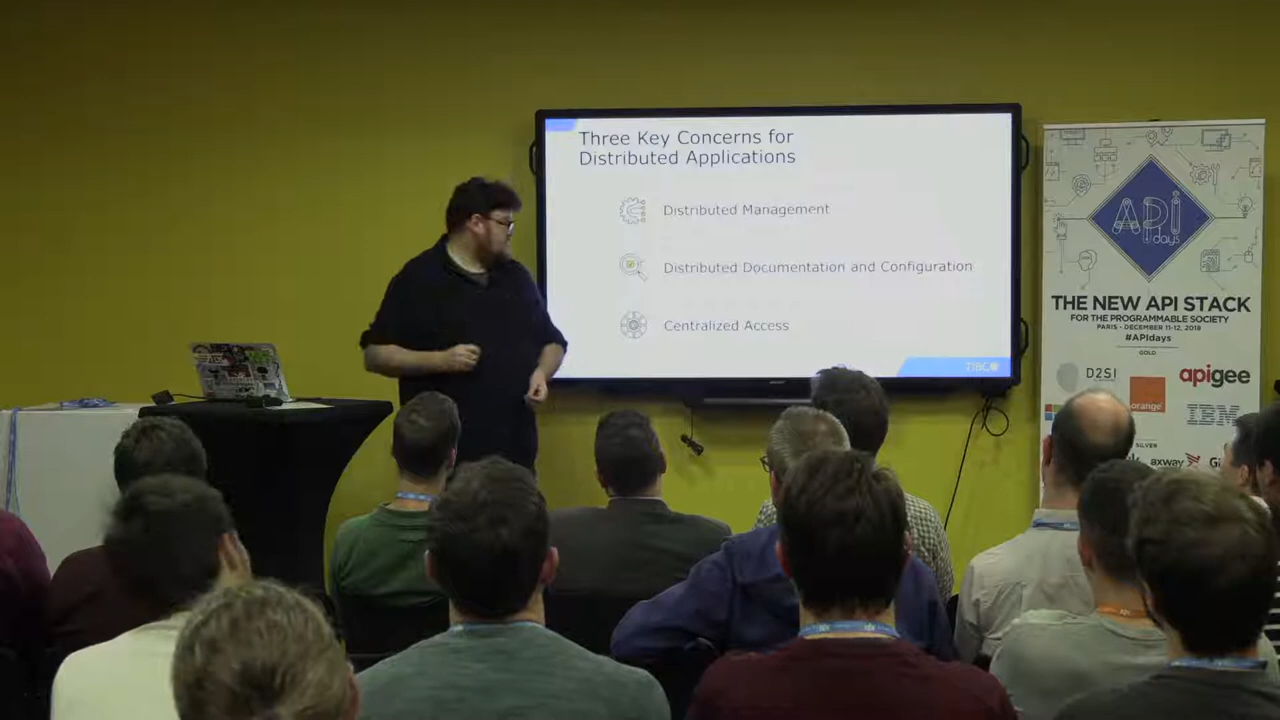 Three Key Concerns for
Distributed Applications
Distributed Management
Distributed Documentation and Configuration
Centralized Access
TIBCO
API
days
THE NEW API STACK
FOR THE PROGRAMMABLE SOCIETY
PARIS - DECEMBER 11-12, 2018
#APIdays
GOLD
D2SI
apigee
orange
IBM
SILVER
axway